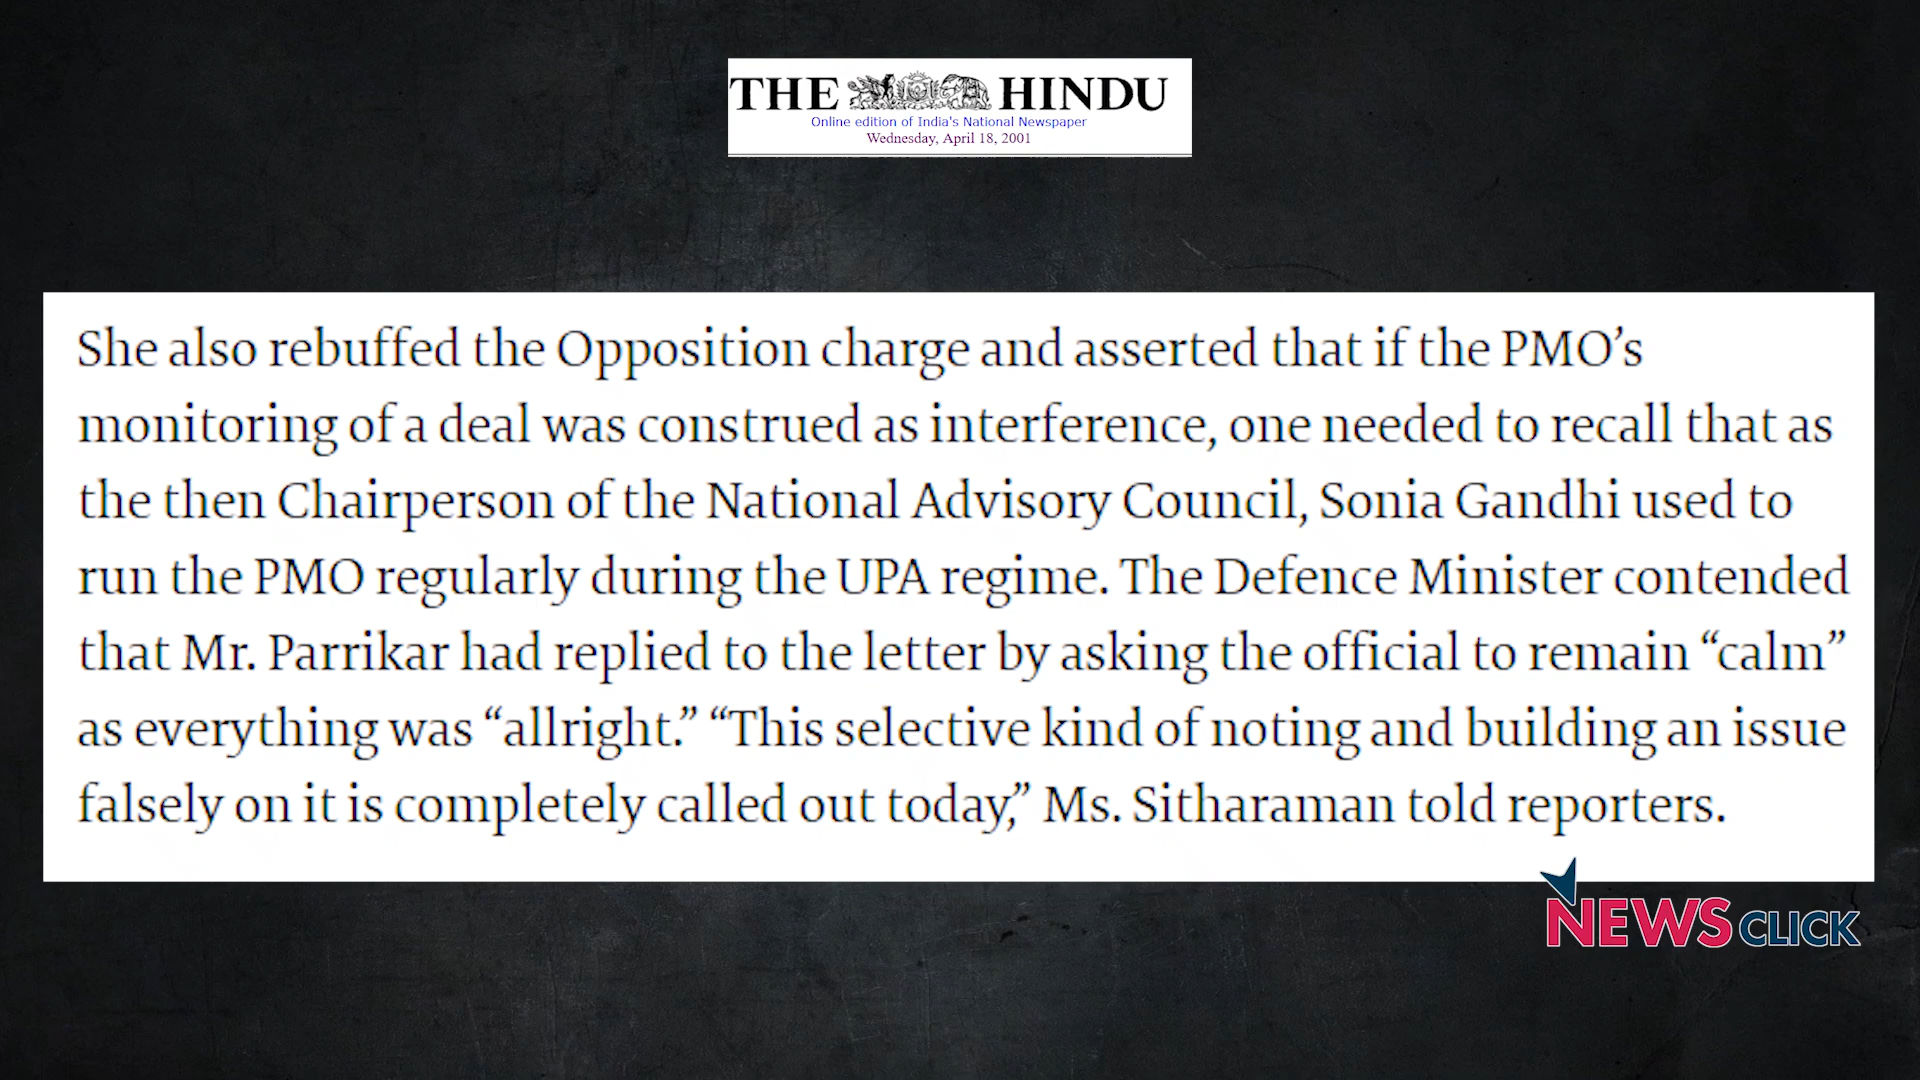 THE HINDU
Online edition of India's National Newspaper
Wednesday, April 18, 2001
She also rebuffed the Opposition charge and asserted that if the PMO’s
monitoring of a deal was construed as interference, one needed to recall that as
the then Chairperson of the National Advisory Council, Sonia Gandhi used to
run the PMO regularly during the UPA regime. The Defence Minister contended
that Mr. Parrikar had replied to the letter by asking the official to remain “calm”
as everything was “allright.” “This selective kind of noting and building an issue
falsely on it is completely called out today,” Ms. Sitharaman told reporters.
NEWS CLICK